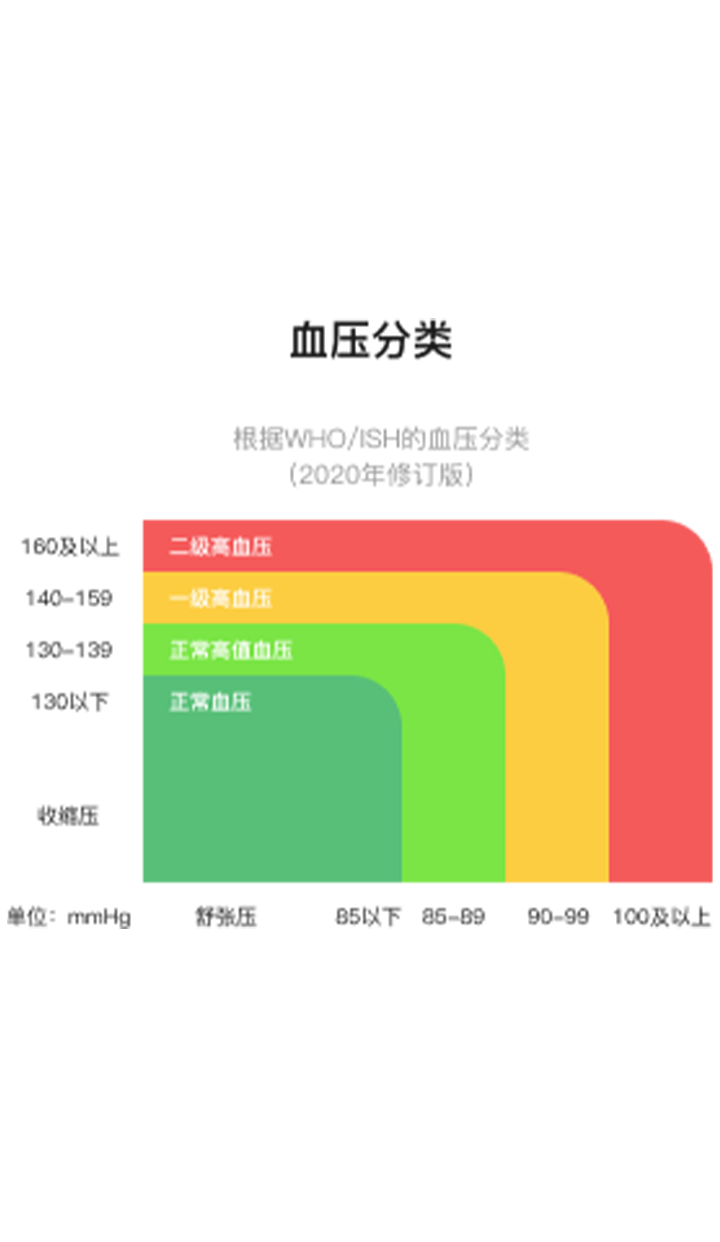 血压分类
根据WHO/ISH的血压分类
（2020年修订版）
160及以上 二级高血压
140-159 一级高血压
130-139 正常高值血压
130以下 正常血压
收缩压
单位：mmHg 舒张压 85以下 85-89 90-99 100及以上